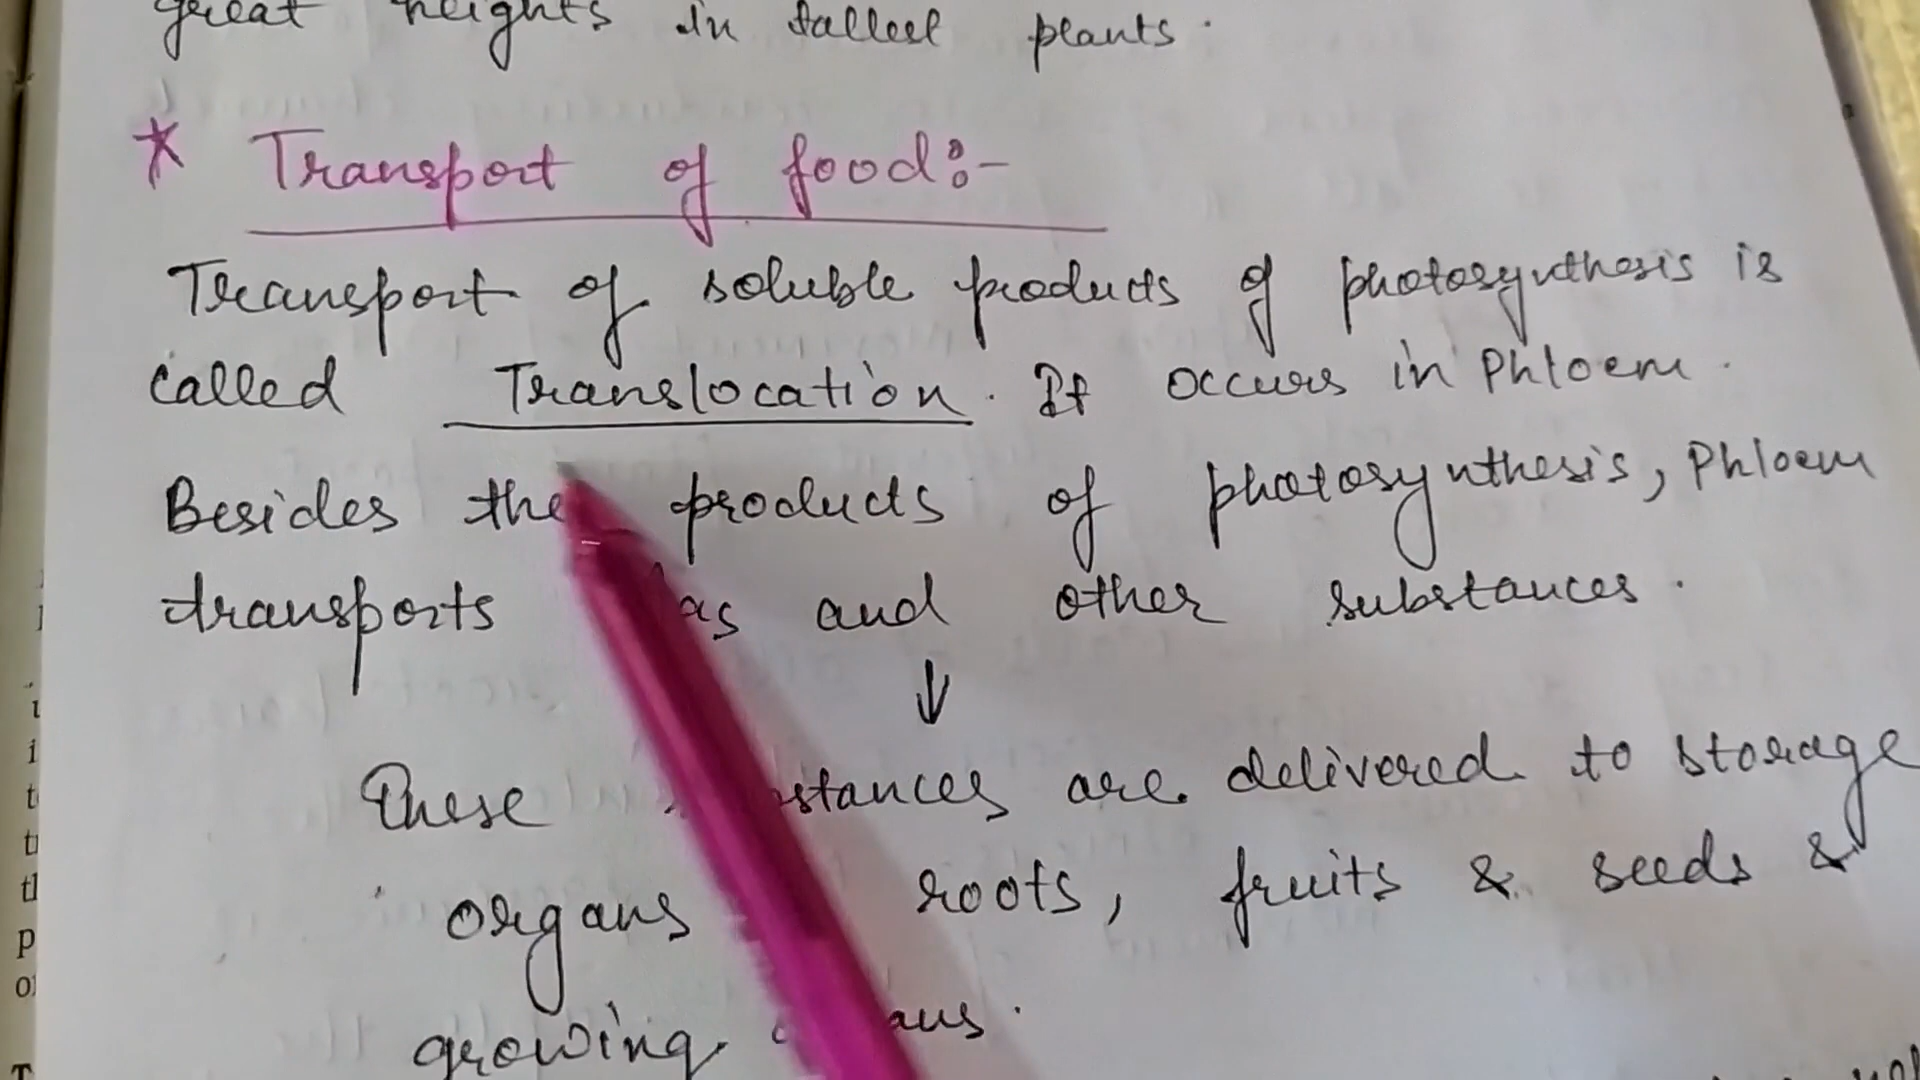 great heights in tallest plants.
* Transport of food:-
Transport of soluble products of photosynthesis is
called Translocation. It occurs in Phloem.
Besides the products of photosynthesis, Phloem
transports and other substances.
↓
These are delivered to storage
organs roots, fruits & seeds &
growing